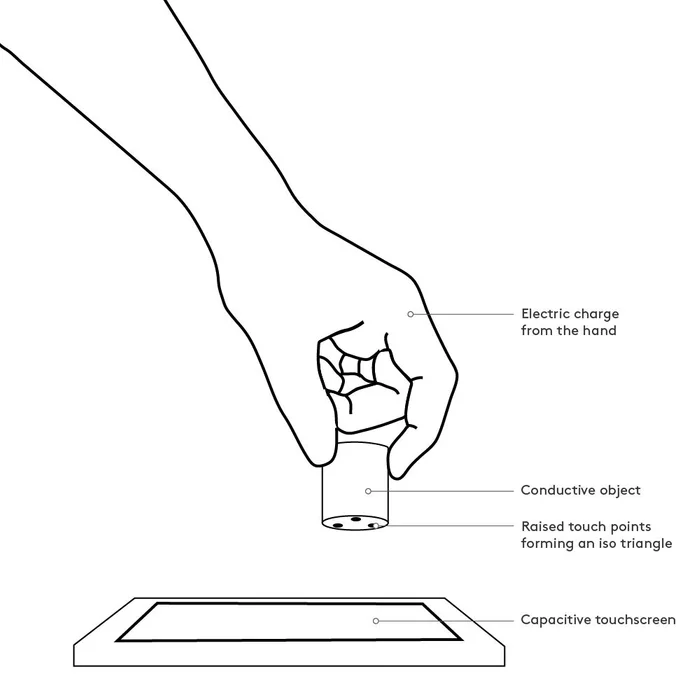 Electric charge
from the hand
Conductive object
Raised touch points
forming an iso triangle
Capacitive touchscreen